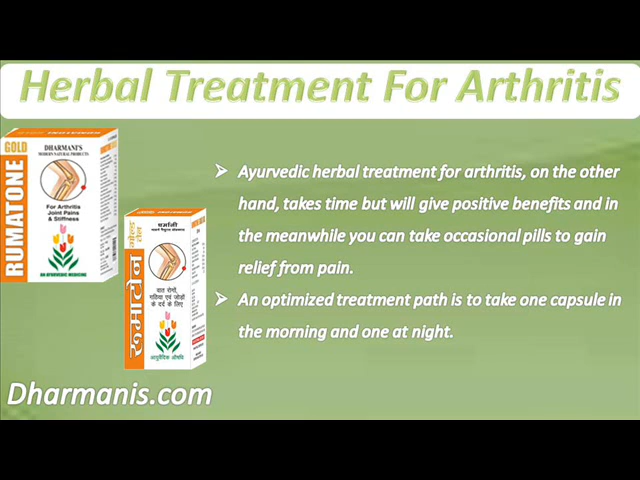 Herbal Treatment For Arthritis
GOLD
RUMATONE
DHARMANI'S
MODERN NATURAL PRODUCTS
For Arthritis
Joint Pains
& Stiffness
AN AYURVEDIC MEDICINE
रूमाटोन
गोल्ड
धर्मानी
वात रोगों,
गठिया एवं जोड़ों
के दर्द के लिए
आयुर्वेदिक औषधि
➢ Ayurvedic herbal treatment for arthritis, on the other
hand, takes time but will give positive benefits and in
the meanwhile you can take occasional pills to gain
relief from pain.
➢ An optimized treatment path is to take one capsule in
the morning and one at night.
Dharmanis.com